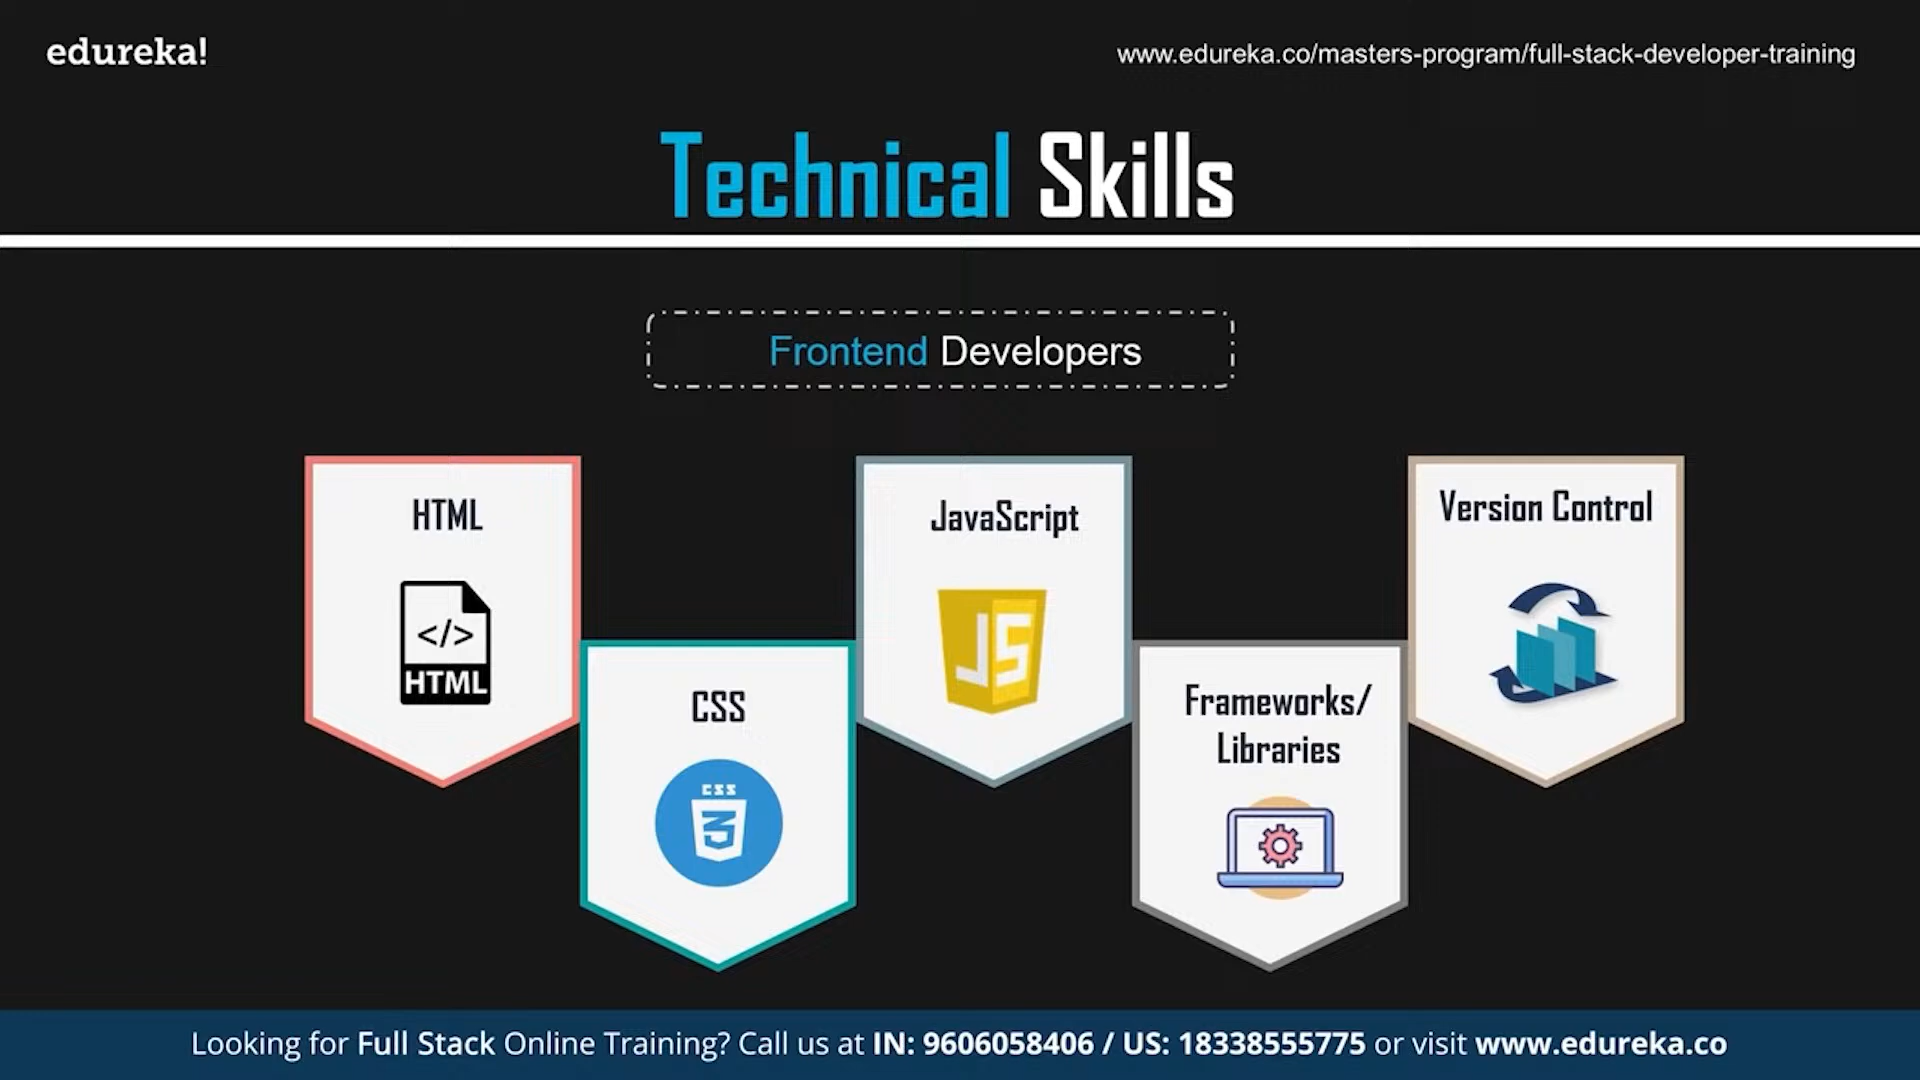 edureka!
www.edureka.co/masters-program/full-stack-developer-training
Technical Skills
Frontend Developers
HTML
</>
HTML
CSS
CSS
3
JavaScript
JS
Frameworks/
Libraries
Version Control
Looking for Full Stack Online Training? Call us at IN: 9606058406 / US: 18338555775 or visit www.edureka.co